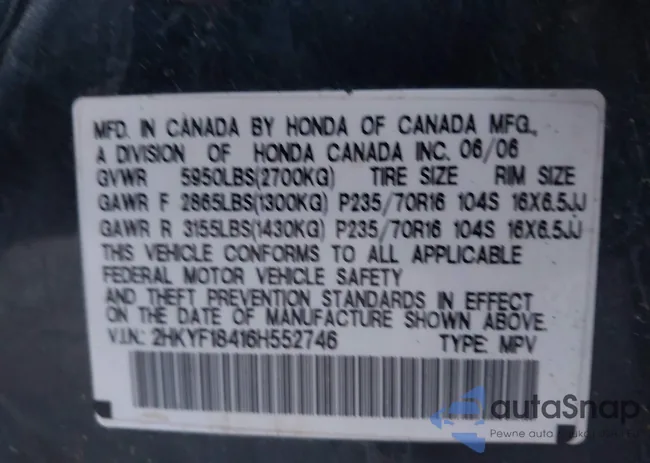 MFD. IN CANADA BY HONDA OF CANADA MFG.,
A DIVISION OF HONDA CANADA INC. 06/06
GVWR 5950LBS(2700KG) TIRE SIZE RIM SIZE
GAWR F 2865LBS(1300KG) P235/70R16 104S 16X6.5JJ
GAWR R 3155LBS(1430KG) P235/70R16 104S 16X6.5JJ
THIS VEHICLE CONFORMS TO ALL APPLICABLE
FEDERAL MOTOR VEHICLE SAFETY
AND THEFT PREVENTION STANDARDS IN EFFECT
ON THE DATE OF MANUFACTURE SHOWN ABOVE.
V.I.N.: 2HKYF18416H552746 TYPE: MPV
autaSnap
Pewne auta